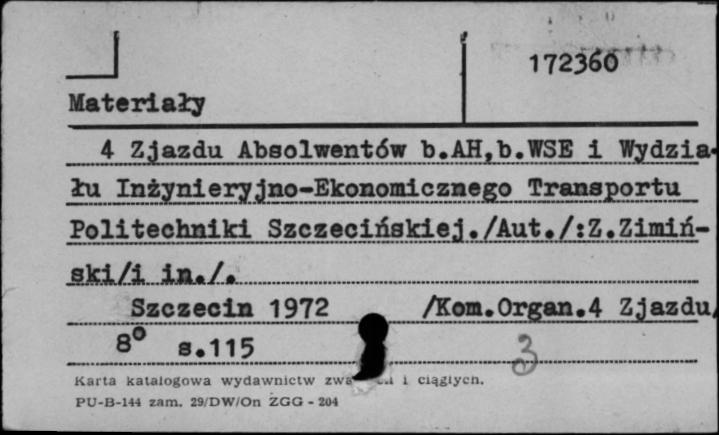 172360
Materiały
4 Zjazdu Absolwentów b.AH,b.WSE i Wydzia-
łu Inżynieryjno-Ekonomicznego Transportu
Politechniki Szczecińskiej./Aut./:Z.Zimiń-
ski/i in./.
Szczecin 1972 /Kom.Organ.4 Zjazdu/
8° s.115
3
Karta katalogowa wydawnictw i ciągłych.
PU-B-144 zam. 29/DW/On ZGG - 204